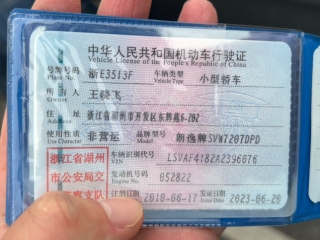 中华人民共和国机动车行驶证
Vehicle License of the People's Republic of China
号牌号码 浙E3513F 车辆类型 小型轿车
Plate No. Vehicle Type
所有人 王晓飞
Owner
住址 浙江省湖州市开发区东辉苑6-202
Address
使用性质 非营运 品牌型号 朗逸牌SVW7207DPD
Use Character Model
浙江省湖州 车辆识别代号 LSVAF4182A2396076
VIN
市公安局交 发动机号码 052822
Engine No.
警支队 注册日期 2010-06-17 发证日期 2023-06-20
Issue Date